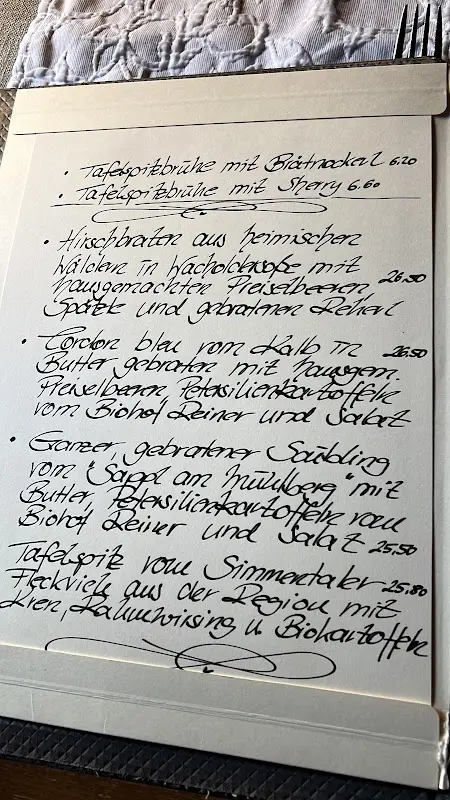 • Tafelspitzbrühe mit Brätnockerl 6.20
• Tafelspitzbrühe mit Sherry 6.60
• Hirschbraten aus heimischen
Wäldern in Wacholdersoße mit
hausgemachten Preiselbeeren, 26,50
Spätzle und gebratenen Reherl
• Cordon bleu vom Kalb in 26,50
Butter gebraten mit hausgem.
Preiselbeeren, Petersilienkartoffeln
vom Biohof Reiner und Salat
• Ganzer, gebratener Saibling
vom "Sappl am Mühlberg" mit
Butter, Petersilienkartoffeln vom
Biohof Reiner und Salat 25,50
Tafelspitz vom Simmentaler 25,80
Fleckvieh aus der Region mit
Kren, Rahmwirsing u. Biokartoffeln